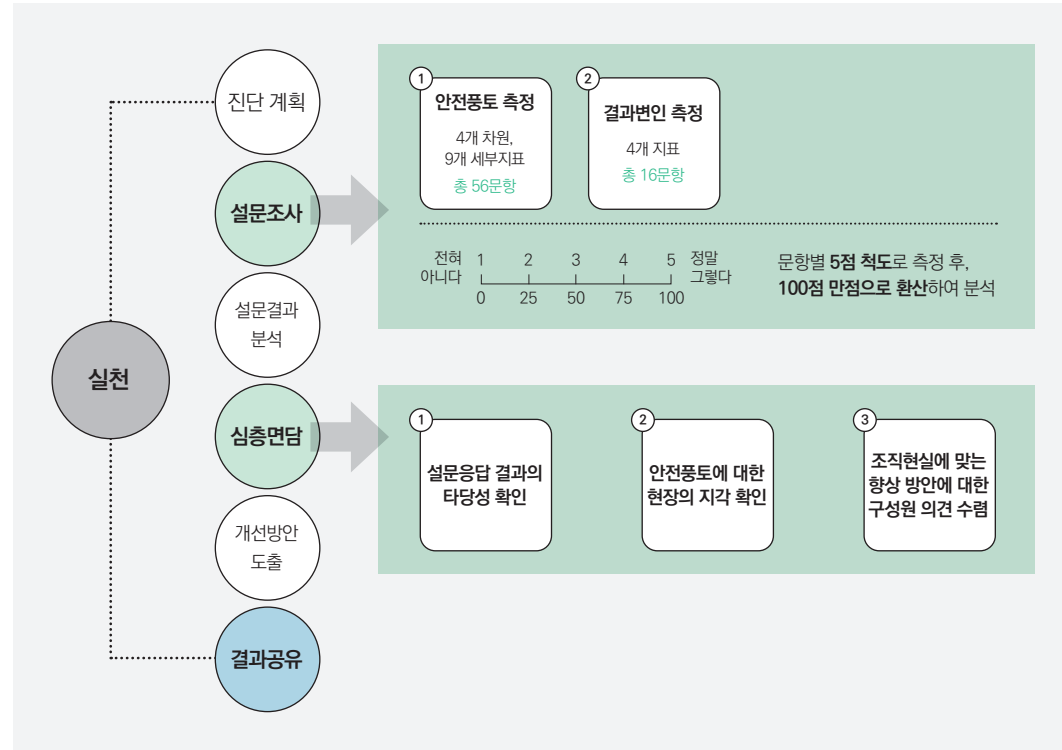 진단 계획
설문조사
설문결과
분석
실천
심층면담
개선방안
도출
결과공유
1
안전풍토 측정
4개 차원,
9개 세부지표
총 56문항
2
결과변인 측정
4개 지표
총 16문항
전혀
아니다
1 2 3 4 5
0 25 50 75 100
정말
그렇다
문항별 5점 척도로 측정 후,
100점 만점으로 환산하여 분석
1
설문응답 결과의
타당성 확인
2
안전풍토에 대한
현장의 지각 확인
3
조직현실에 맞는
향상 방안에 대한
구성원 의견 수렴